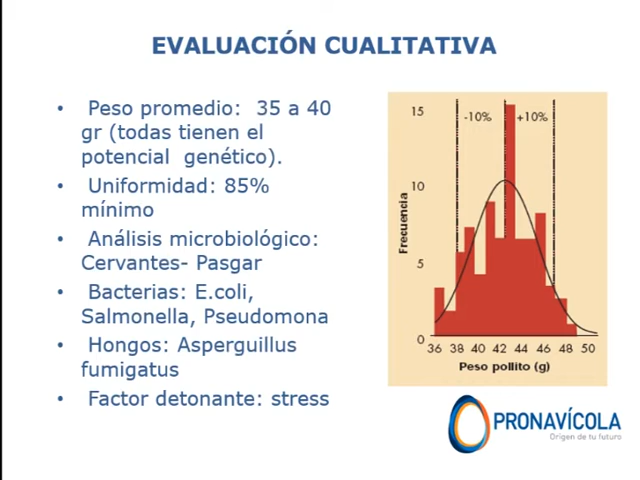 EVALUACIÓN CUALITATIVA
• Peso promedio: 35 a 40
gr (todas tienen el
potencial genético).
• Uniformidad: 85%
mínimo
• Análisis microbiológico:
Cervantes- Pasgar
• Bacterias: E.coli,
Salmonella, Pseudomona
• Hongos: Asperguillus
fumigatus
• Factor detonante: stress
15
-10% +10%
10
Frecuencia
5
0
36 38 40 42 44 46 48 50
Peso pollito (g)
PRONAVÍCOLA
Origen de tu futuro